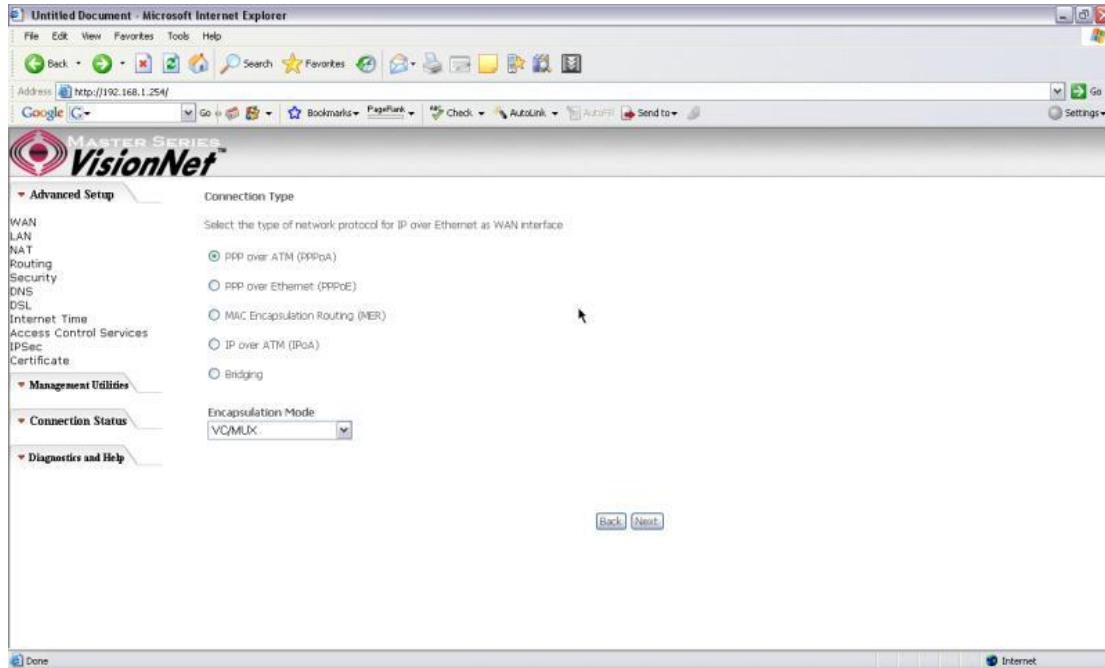 Untitled Document - Microsoft Internet Explorer
File Edit View Favorites Tools Help
Back Search Favorites
Address http://192.168.1.254/ Go
Google G Go Bookmarks PageRank Check AutoLink AutoFill Send to Settings
MASTER SERIES
VisionNet™
Advanced Setup
WAN
LAN
NAT
Routing
Security
DNS
DSL
Internet Time
Access Control Services
IPSec
Certificate
Management Utilities
Connection Status
Diagnostics and Help
Connection Type
Select the type of network protocol for IP over Ethernet as WAN interface
PPP over ATM (PPPoA)
PPP over Ethernet (PPPoE)
MAC Encapsulation Routing (MER)
IP over ATM (IPoA)
Bridging
Encapsulation Mode
VC/MUX
Back Next
Done Internet